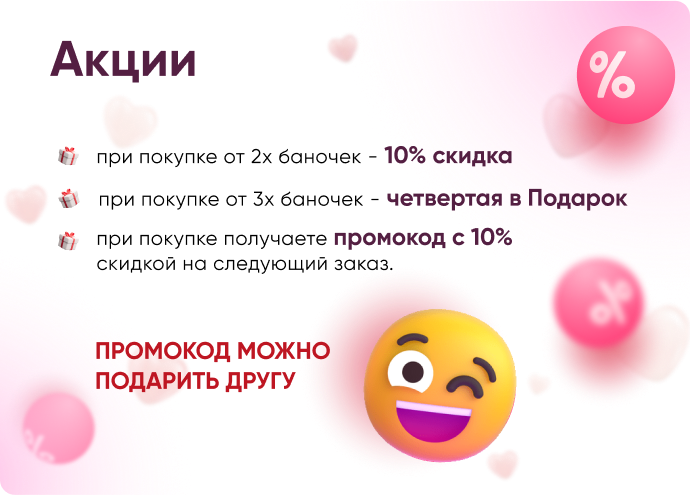 Акции
%
при покупке от 2х баночек - 10% скидка
при покупке от 3х баночек - четвертая в Подарок
при покупке получаете промокод с 10%
скидкой на следующий заказ.
%
ПРОМОКОД МОЖНО
ПОДАРИТЬ ДРУГУ
%